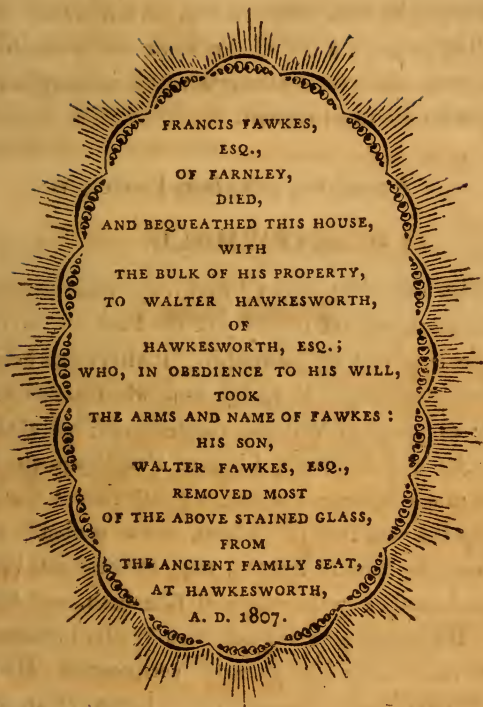 FRANCIS FAWKES,
ESQ.,
OF FARNLEY,
DIED,
AND BEQUEATHED THIS HOUSE,
WITH
THE BULK OF HIS PROPERTY,
TO WALTER HAWKESWORTH,
OF
HAWKESWORTH, ESQ.;
WHO, IN OBEDIENCE TO HIS WILL,
TOOK
THE ARMS AND NAME OF FAWKES:
HIS SON,
WALTER FAWKES, ESQ.,
REMOVED MOST
OF THE ABOVE STAINED GLASS,
FROM
THE ANCIENT FAMILY SEAT,
AT HAWKESWORTH,
A. D. 1807.